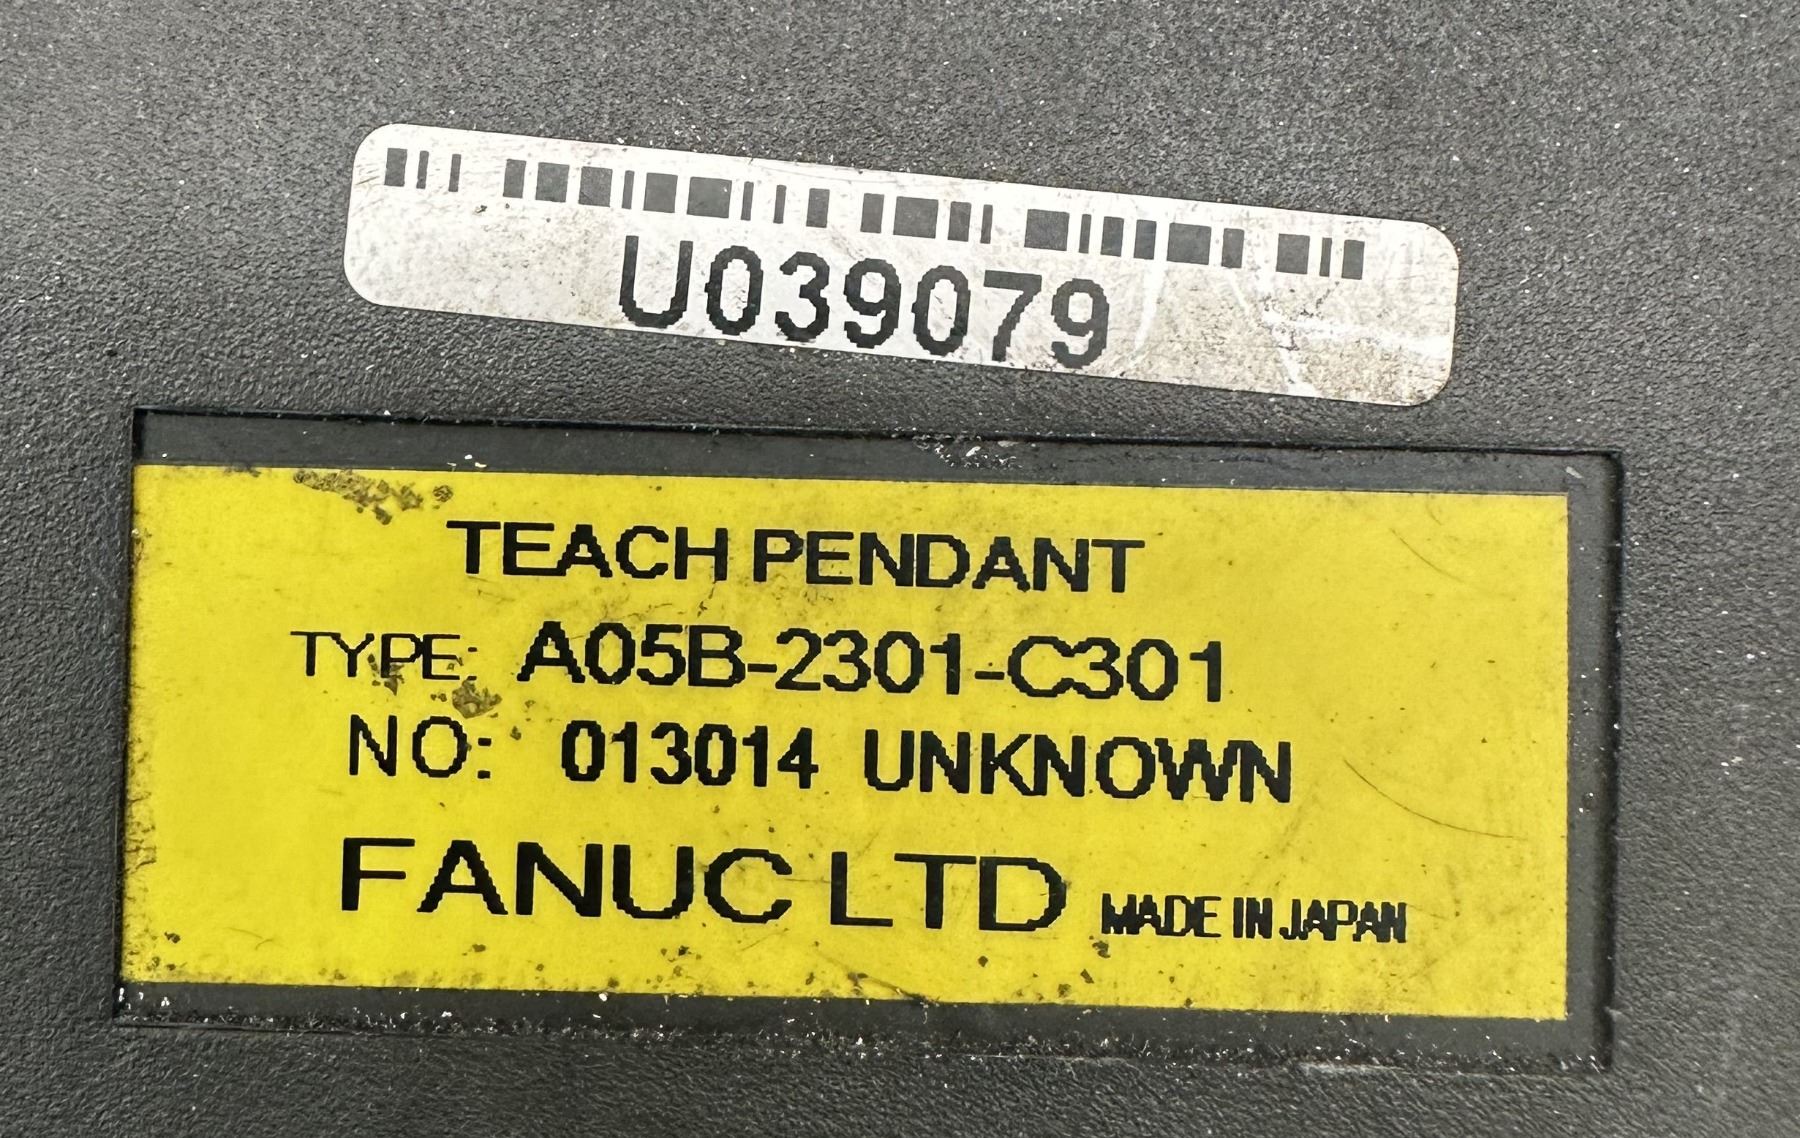 U039079
TEACH PENDANT
TYPE: A05B-2301-C301
NO: 013014 UNKNOWN
FANUC LTD MADE IN JAPAN